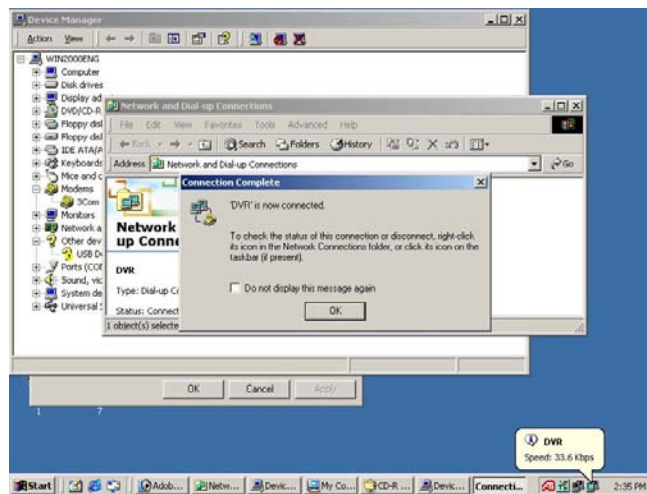 Device Manager
Action View
WIN2000ENG
Computer
Disk drives
Display ad
DVD/CD-R
Floppy disl
Floppy disl
IDE ATA/A
Keyboards
Mice and c
Modems
3Com
Monitors
Network a
Other dev
USB De
Ports (COM
Sound, vic
System de
Universal
Network and Dial-up Connections
File Edit View Favorites Tools Advanced Help
Back Search Folders History
Address Network and Dial-up Connections Go
Network
up Conne
DVR
Type: Dial-up Co
Status: Connect
1 object(s) selecte
Connection Complete
'DVR' is now connected.
To check the status of this connection or disconnect, right-click
its icon in the Network Connections folder, or click its icon on the
taskbar (if present).
Do not display this message again
OK
OK Cancel Apply
1 7
DVR
Speed: 33.6 Kbps
Start Adob... Netw... Devic... My Co... CD-R ... Devic... Connecti... 2:35 PM